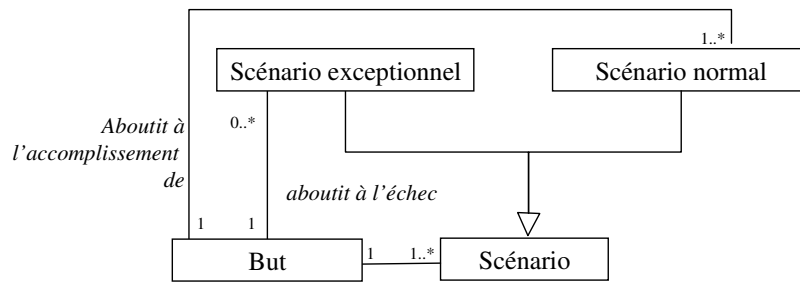 1..*
Scénario exceptionnel
Scénario normal
Aboutit à
l'accomplissement
de
0..*
aboutit à l'échec
1
1
But
1
1..*
Scénario